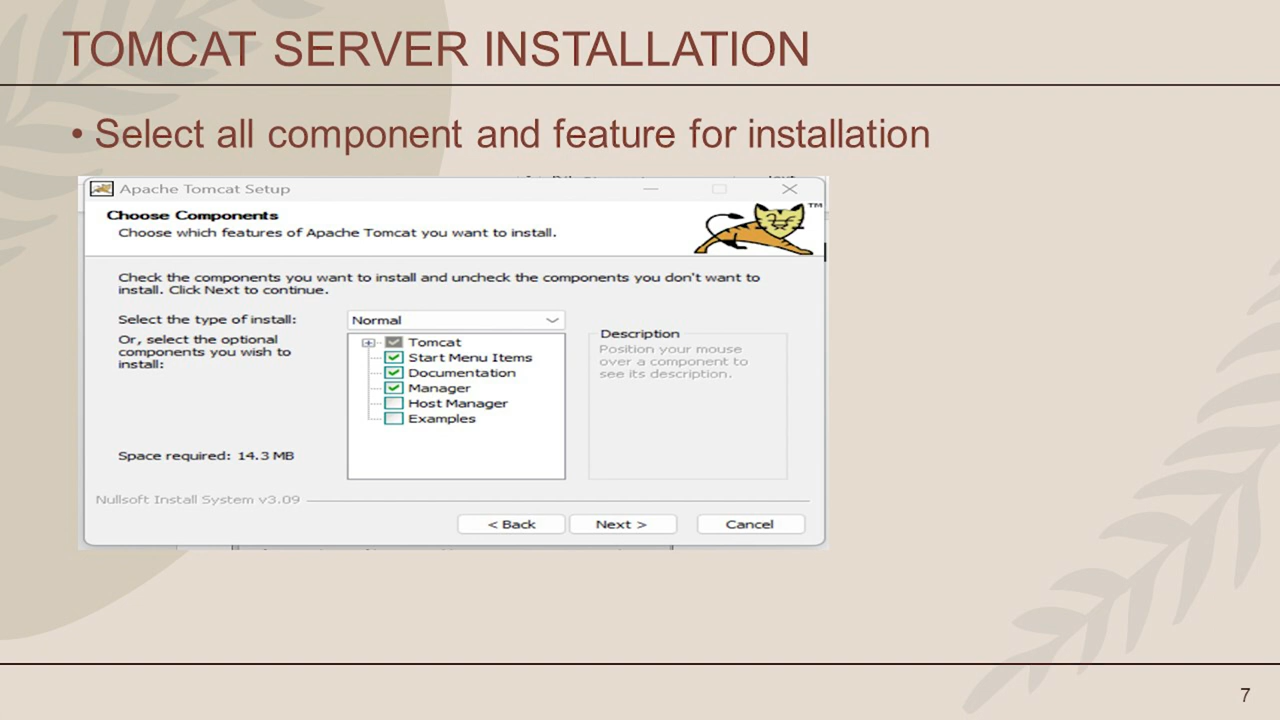 TOMCAT SERVER INSTALLATION
• Select all component and feature for installation
Apache Tomcat Setup
Choose Components
Choose which features of Apache Tomcat you want to install.
TM
Check the components you want to install and uncheck the components you don't want to
install. Click Next to continue.
Select the type of install:
Normal
Or, select the optional
components you wish to
install:
Tomcat
Start Menu Items
Documentation
Manager
Host Manager
Examples
Description
Position your mouse
over a component to
see its description.
Space required: 14.3 MB
Nullsoft Install System v3.09
< Back
Next >
Cancel
7